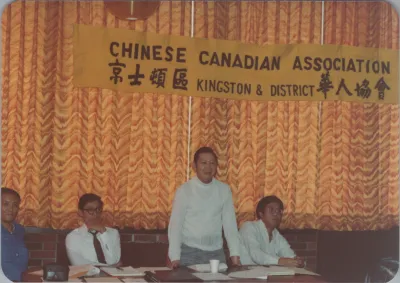 CHINESE CANADIAN ASSOCIATION
京士頓區 KINGSTON & DISTRICT 華人協會